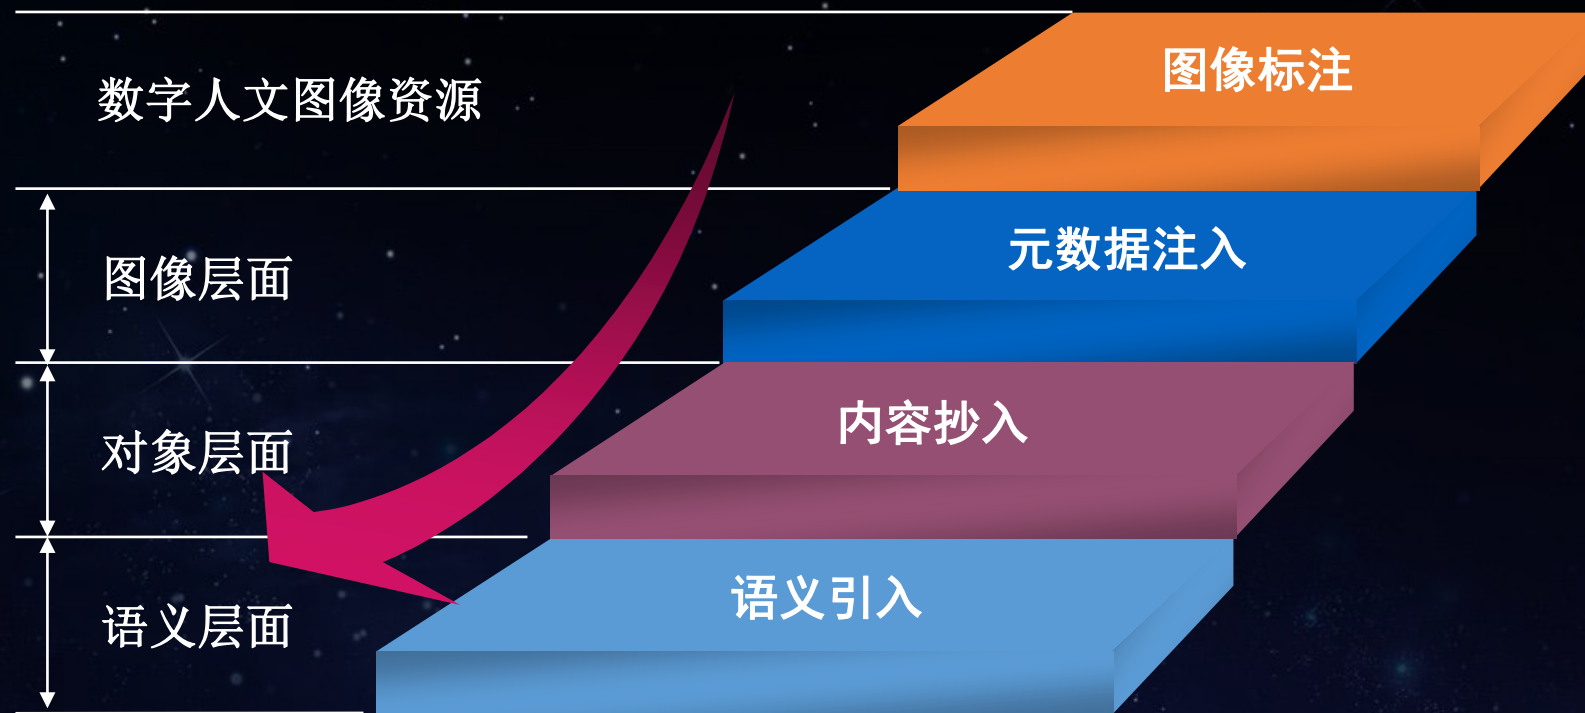 数字人文图像资源
图像标注
图像层面
元数据注入
对象层面
内容抄入
语义层面
语义引入